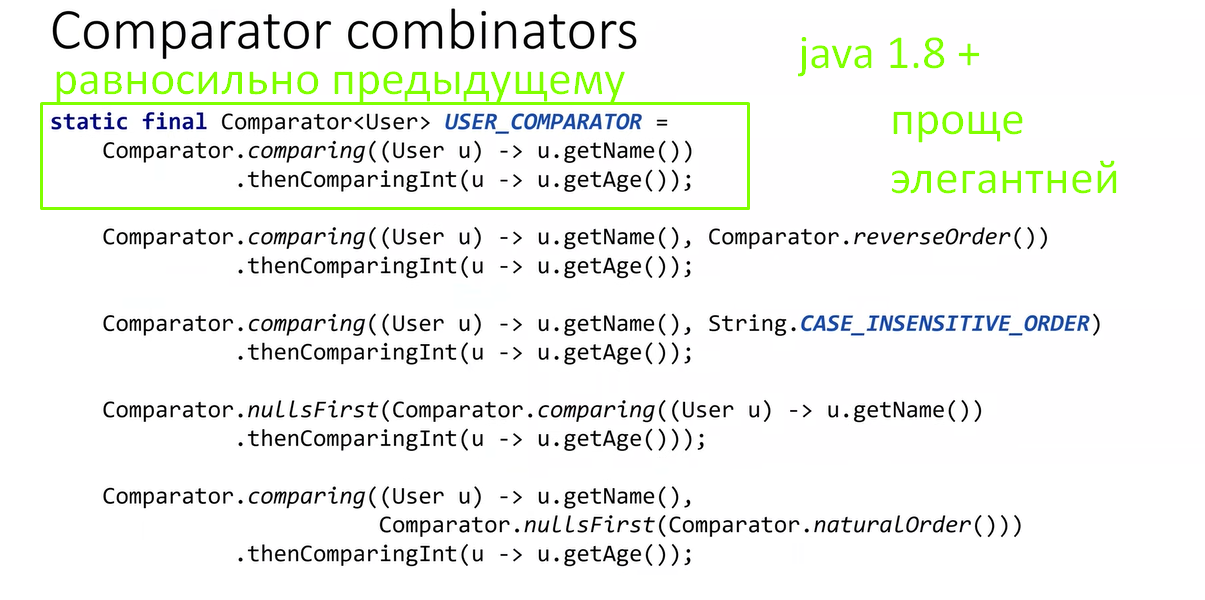 Comparator combinators
java 1.8 +
равносильно предыдущему
проще
элегантней
static final Comparator<User> USER_COMPARATOR =
Comparator.comparing((User u) -> u.getName())
.thenComparingInt(u -> u.getAge());
Comparator.comparing((User u) -> u.getName(), Comparator.reverseOrder())
.thenComparingInt(u -> u.getAge());
Comparator.comparing((User u) -> u.getName(), String.CASE_INSENSITIVE_ORDER)
.thenComparingInt(u -> u.getAge());
Comparator.nullsFirst(Comparator.comparing((User u) -> u.getName())
.thenComparingInt(u -> u.getAge()));
Comparator.comparing((User u) -> u.getName(),
Comparator.nullsFirst(Comparator.naturalOrder()))
.thenComparingInt(u -> u.getAge());